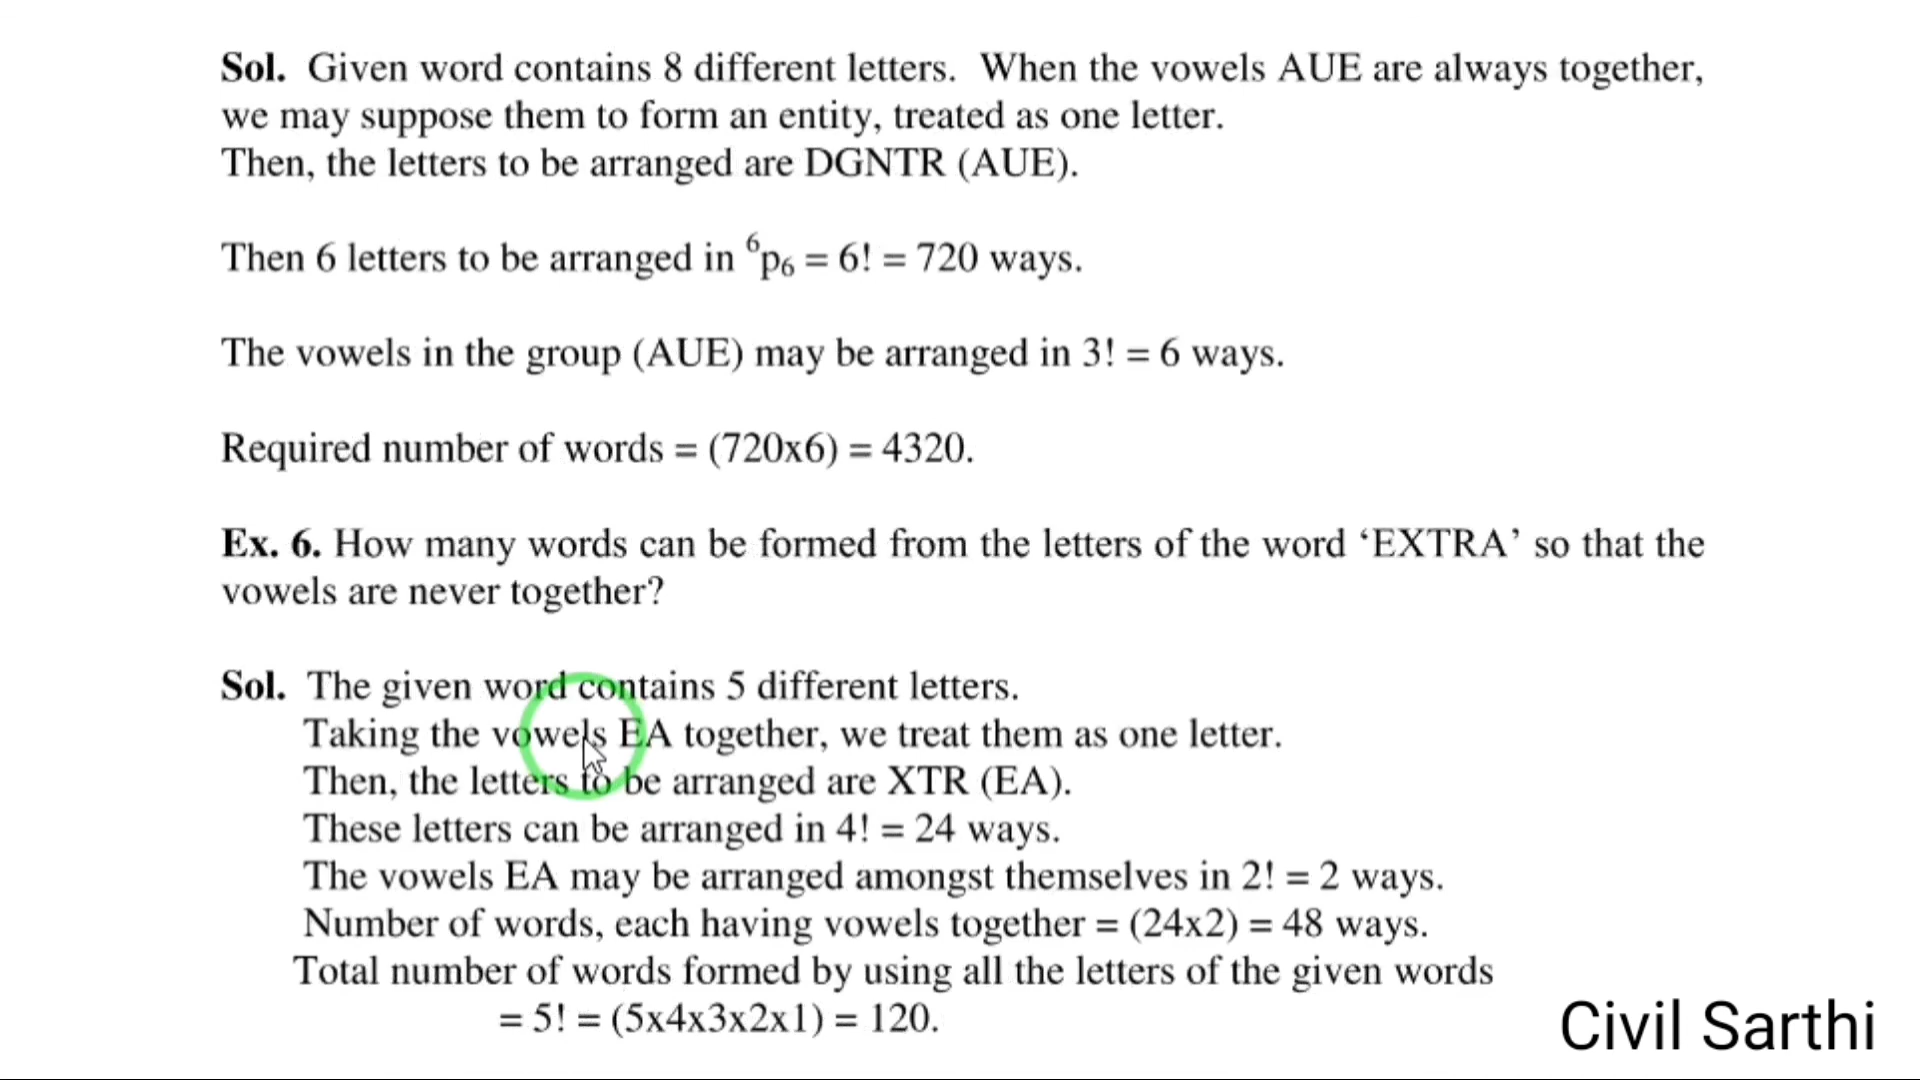 Sol. Given word contains 8 different letters. When the vowels AUE are always together,
we may suppose them to form an entity, treated as one letter.
Then, the letters to be arranged are DGNTR (AUE).
Then 6 letters to be arranged in ⁶p₆ = 6! = 720 ways.
The vowels in the group (AUE) may be arranged in 3! = 6 ways.
Required number of words = (720x6) = 4320.
Ex. 6. How many words can be formed from the letters of the word ‘EXTRA’ so that the
vowels are never together?
Sol. The given word contains 5 different letters.
Taking the vowels EA together, we treat them as one letter.
Then, the letters to be arranged are XTR (EA).
These letters can be arranged in 4! = 24 ways.
The vowels EA may be arranged amongst themselves in 2! = 2 ways.
Number of words, each having vowels together = (24x2) = 48 ways.
Total number of words formed by using all the letters of the given words
= 5! = (5x4x3x2x1) = 120.
Civil Sarthi